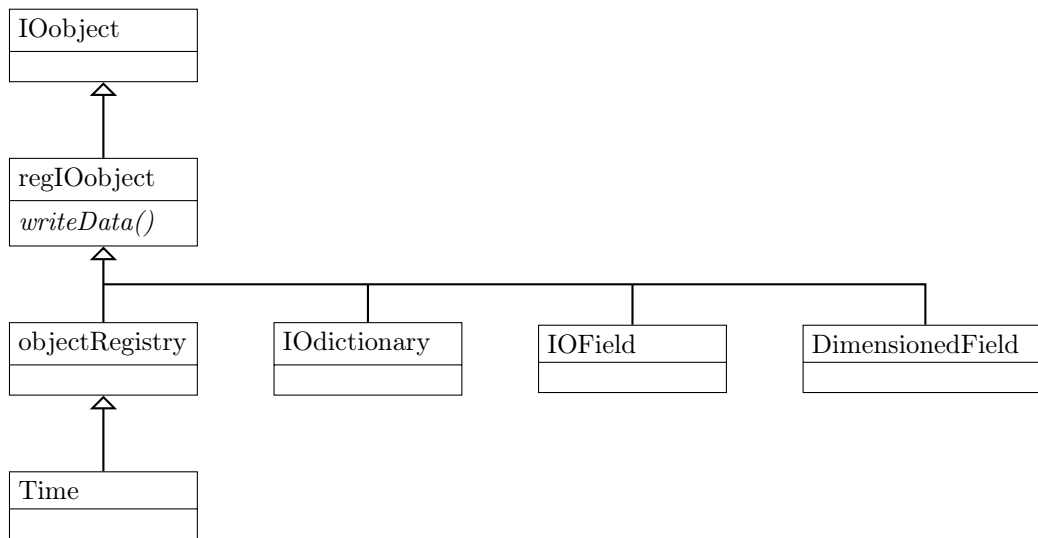 IOobject
regIOobject
writeData()
objectRegistry
IOdictionary
IOField
DimensionedField
Time